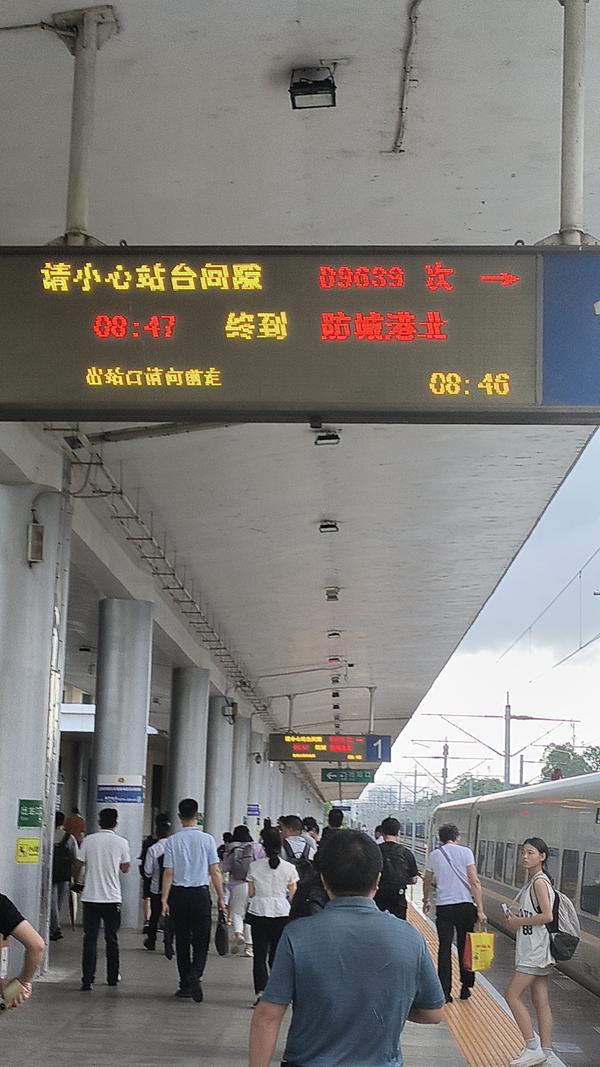 请小心站台间隙 D9639 次 →
08:47 终到 防城港北
出站口请向前走 08:46
1